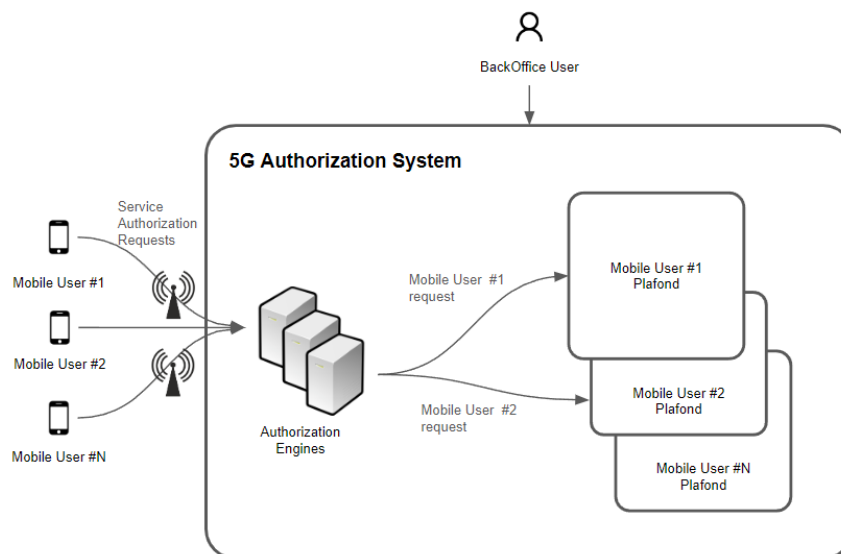 BackOffice User
5G Authorization System
Service
Authorization
Requests
Mobile User #1
Mobile User #2
Mobile User #N
Authorization
Engines
Mobile User #1
request
Mobile User #2
request
Mobile User #1
Plafond
Mobile User #2
Plafond
Mobile User #N
Plafond